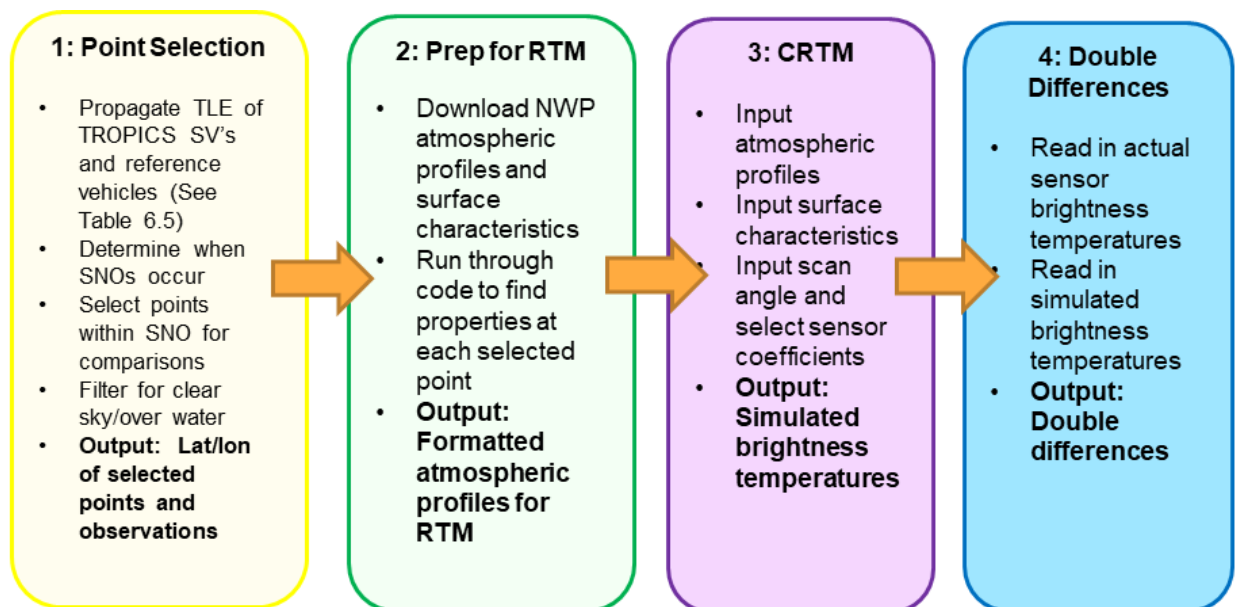 1: Point Selection
• Propagate TLE of
TROPICS SV's
and reference
vehicles (See
Table 6.5)
• Determine when
SNOs occur
• Select points
within SNO for
comparisons
• Filter for clear
sky/over water
• Output: Lat/lon
of selected
points and
observations
2: Prep for RTM
• Download NWP
atmospheric
profiles and
surface
characteristics
• Run through
code to find
properties at
each selected
point
• Output:
Formatted
atmospheric
profiles for
RTM
3: CRTM
• Input
atmospheric
profiles
• Input surface
characteristics
• Input scan
angle and
select sensor
coefficients
• Output:
Simulated
brightness
temperatures
4: Double
Differences
• Read in actual
sensor
brightness
temperatures
• Read in
simulated
brightness
temperatures
• Output:
Double
differences